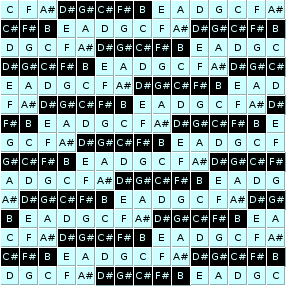 C F A# D# G# C# F# B E A D G C F A#
C# F# B E A D G C F A# D# G# C# F# B
D G C F A# D# G# C# F# B E A D G C
D# G# C# F# B E A D G C F A# D# G# C#
E A D G C F A# D# G# C# F# B E A D
F A# D# G# C# F# B E A D G C F A# D#
F# B E A D G C F A# D# G# C# F# B E
G C F A# D# G# C# F# B E A D G C F
G# C# F# B E A D G C F A# D# G# C# F#
A D G C F A# D# G# C# F# B E A D G
A# D# G# C# F# B E A D G C F A# D# G#
B E A D G C F A# D# G# C# F# B E A
C F A# D# G# C# F# B E A D G C F A#
C# F# B E A D G C F A# D# G# C# F# B
D G C F A# D# G# C# F# B E A D G C